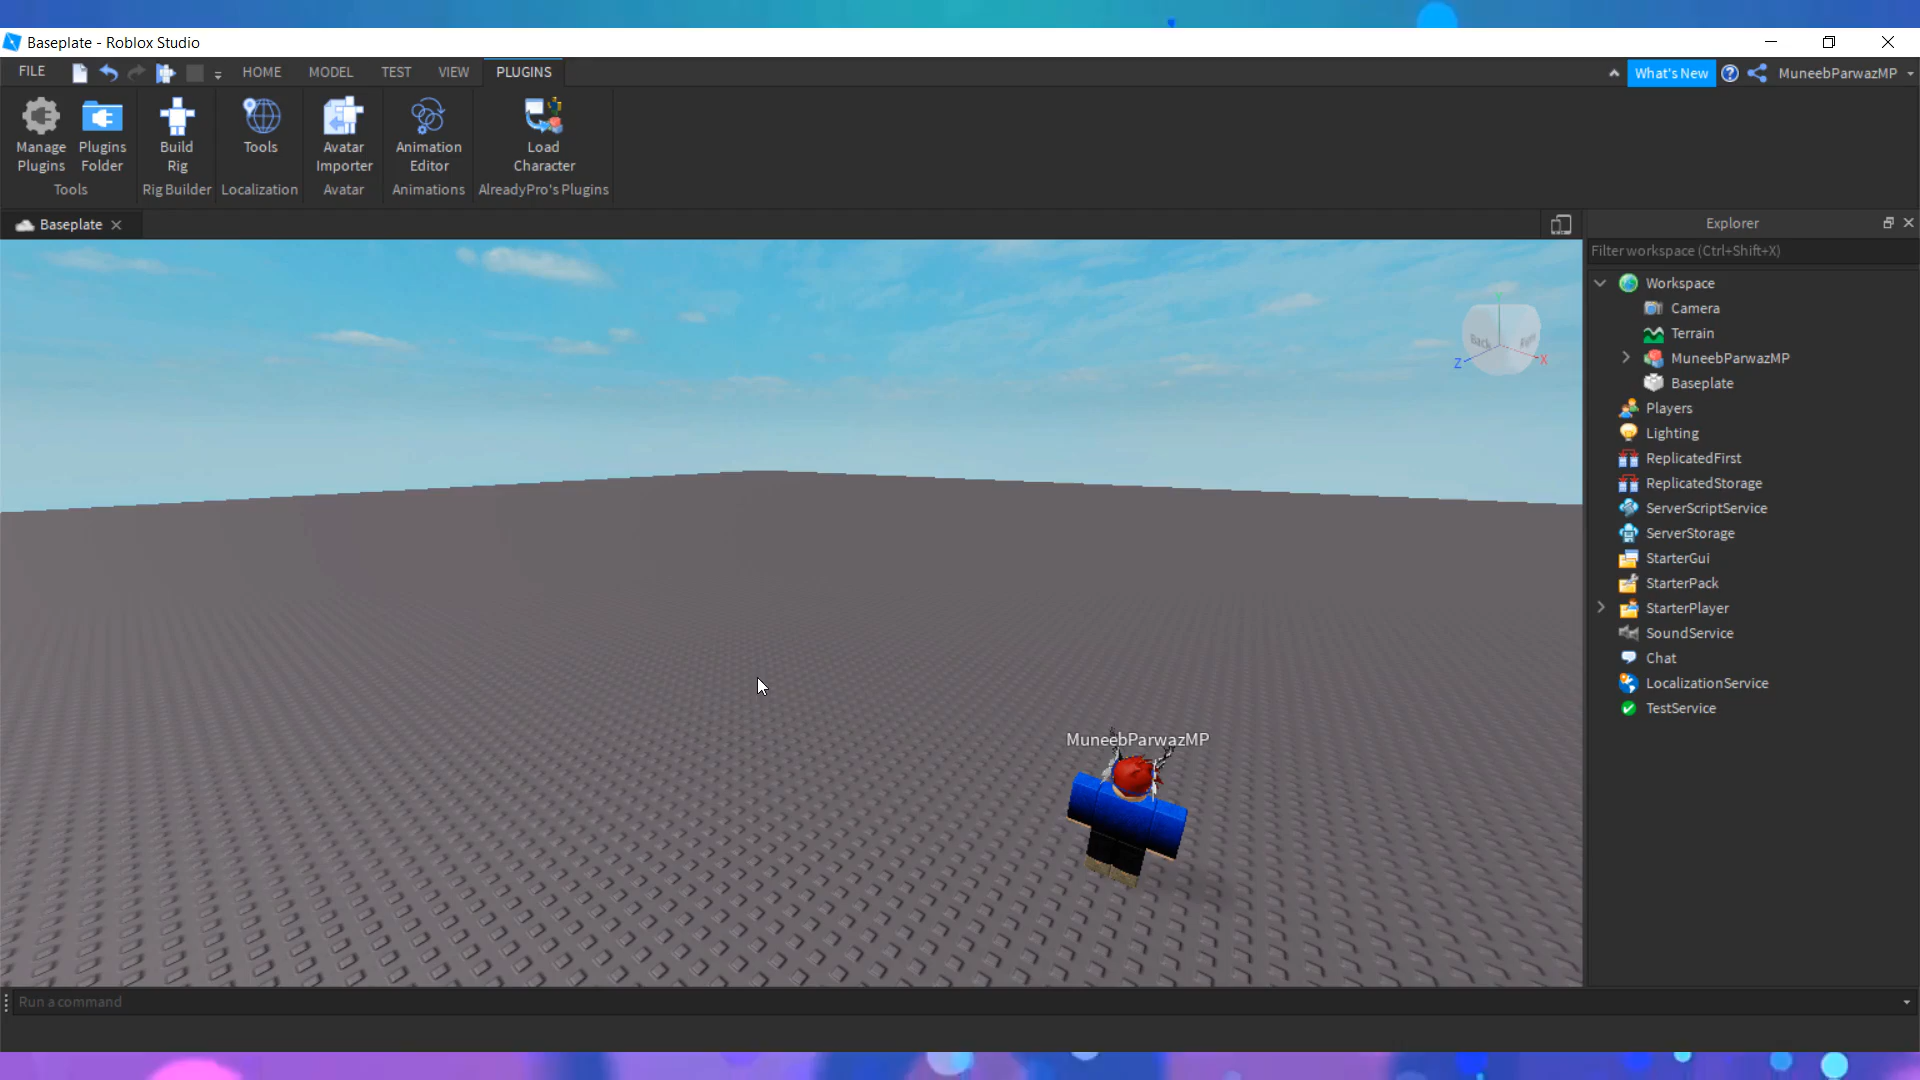 Baseplate - Roblox Studio
FILE HOME MODEL TEST VIEW PLUGINS What's New MuneebParwazMP
Manage Plugins
Plugins Folder
Build Rig
Tools
Avatar Importer
Animation Editor
Load Character
Tools Rig Builder Localization Avatar Animations AlreadyPro's Plugins
Baseplate
Explorer
Filter workspace (Ctrl+Shift+X)
Workspace
Camera
Terrain
MuneebParwazMP
Baseplate
Players
Lighting
ReplicatedFirst
ReplicatedStorage
ServerScriptService
ServerStorage
StarterGui
StarterPack
StarterPlayer
SoundService
Chat
LocalizationService
TestService
Back
Right
Y
Z
X
MuneebParwazMP
Run a command